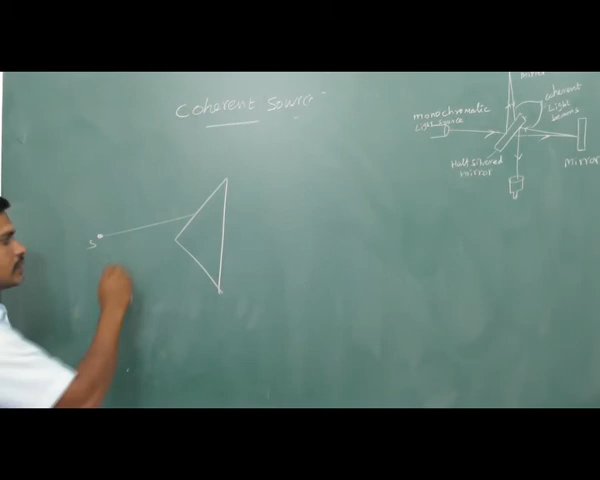 Coherent Source
mirror
coherent
light
beams
monochromatic
Light source
Half silvered
mirror
Mirror
S